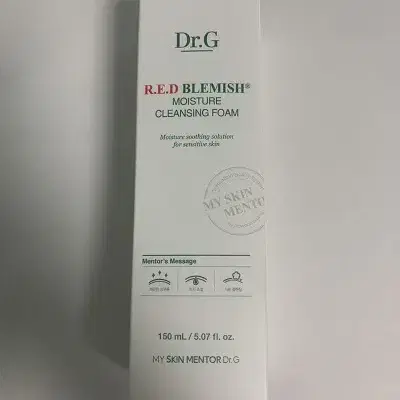 Dr.G
R.E.D BLEMISH®
MOISTURE
CLEANSING FOAM
Moisture soothing solution
for sensitive skin
MY SKIN
MENTOR
Mentor's Message
150 mL / 5.07 fl. oz.
MY SKIN MENTOR Dr.G